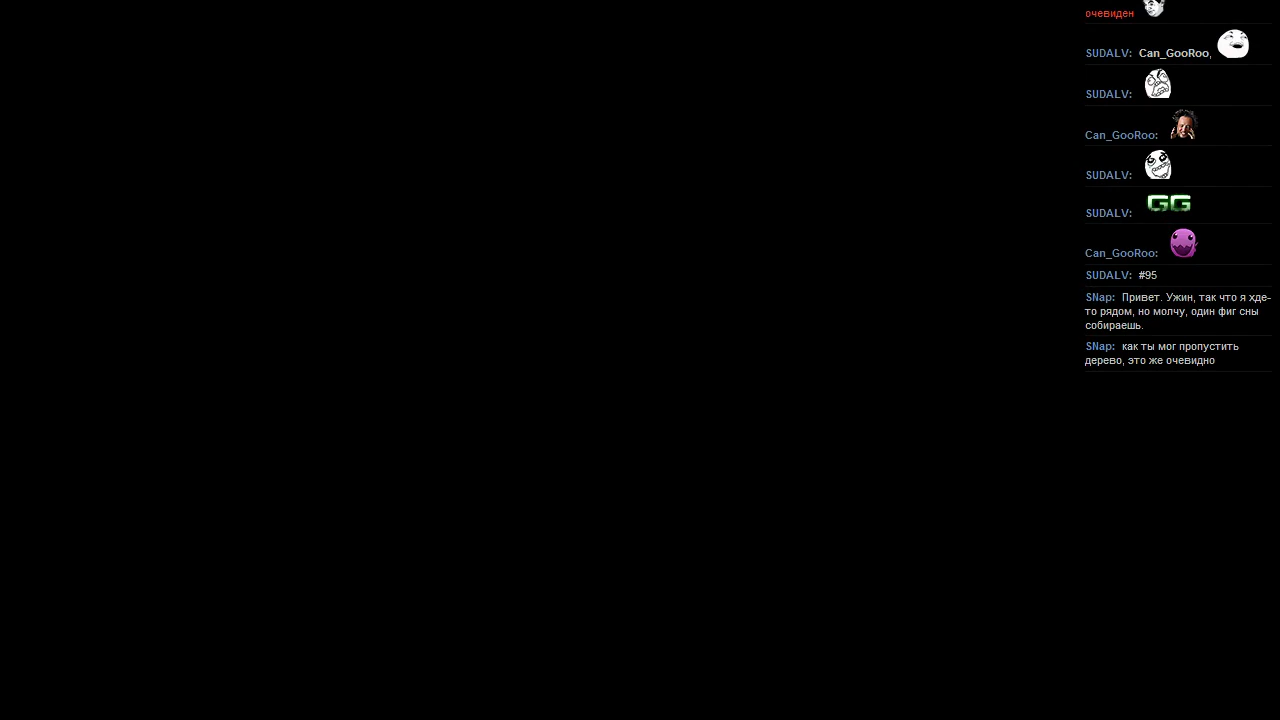 очевиден
SUDALV: Can_GooRoo,
SUDALV:
Can_GooRoo:
SUDALV:
SUDALV: GG
Can_GooRoo:
SUDALV: #95
SNap: Привет. Ужин, так что я хде-
то рядом, но молчу, один фиг сны
собираешь.
SNap: как ты мог пропустить
дерево, это же очевидно